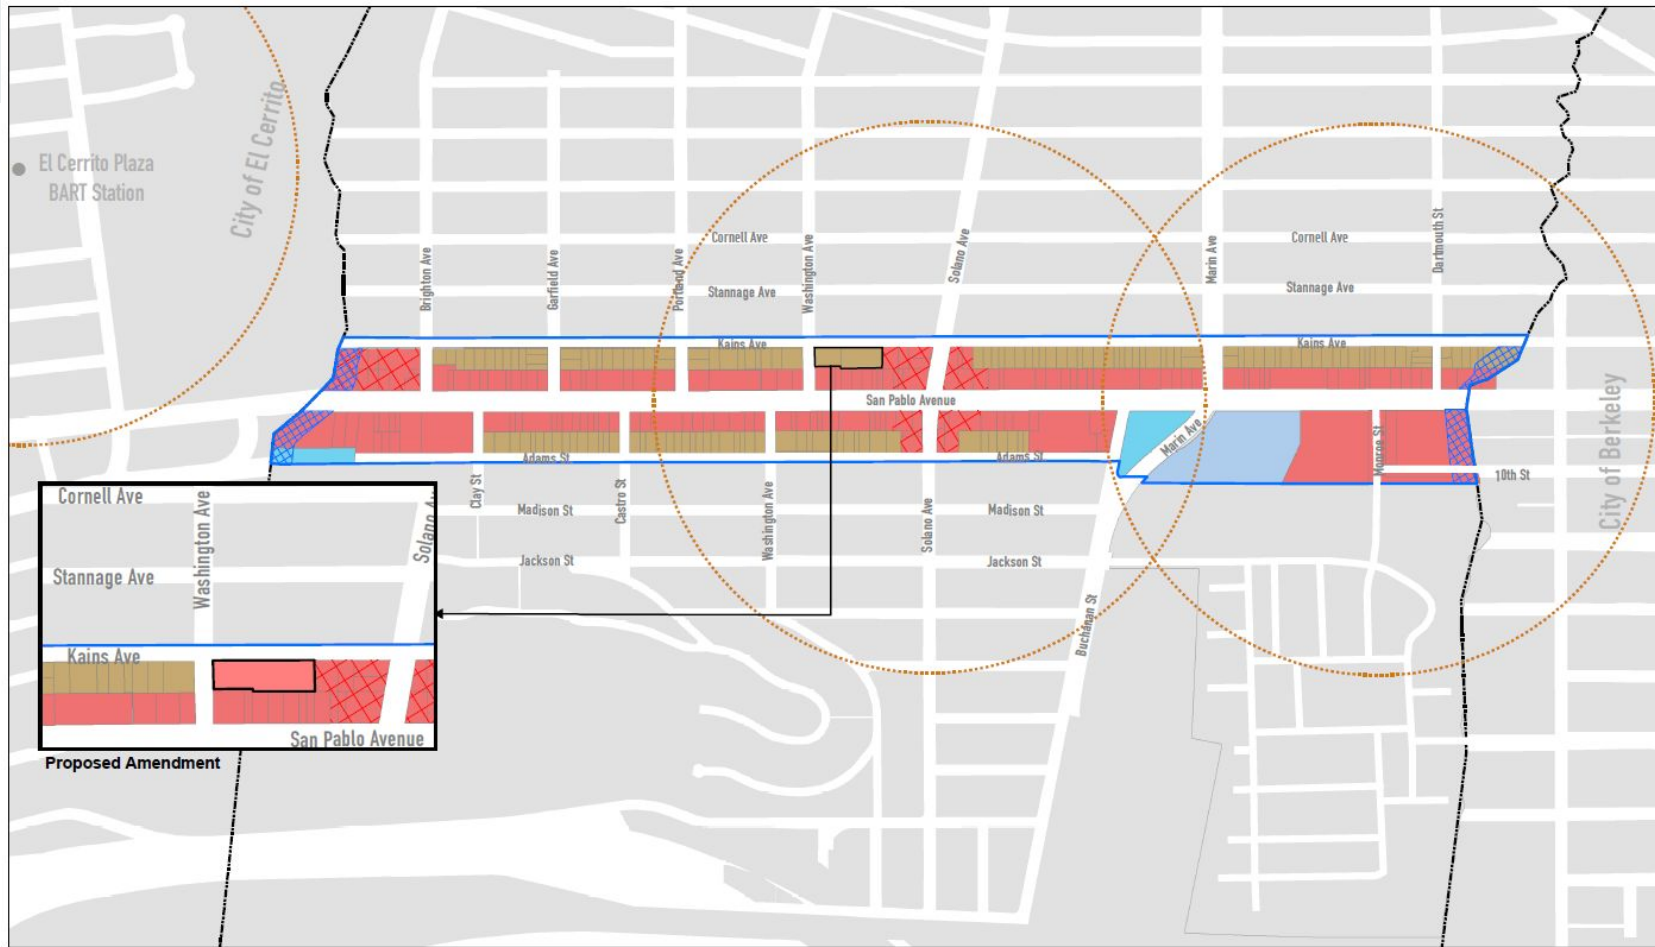 El Cerrito Plaza
BART Station
City of El Cerrito
Cornell Ave
Cornell Ave
Stannage Ave
Stannage Ave
Brighton Ave
Garfield Ave
Portland Ave
Washington Ave
Solano Ave
Marin Ave
Dartmouth St
Kains Ave
Kains Ave
San Pablo Avenue
Adams St
Adams St
Marin Ave
Monroe St
10th St
City of Berkeley
Clay St
Castro St
Washington Ave
Solano Ave
Madison St
Madison St
Jackson St
Jackson St
Buchanan St
Cornell Ave
Washington Ave
Solano Av
Stannage Ave
Kains Ave
San Pablo Avenue
Proposed Amendment